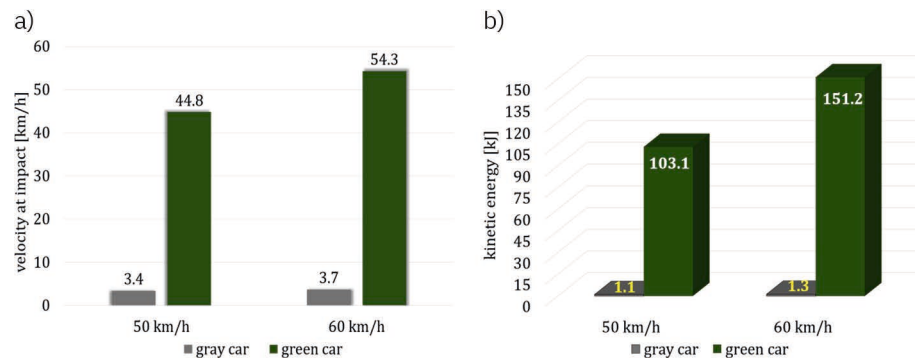 a)
velocity at impact [km/h]
60
50
40
30
20
10
0
3.4
44.8
3.7
54.3
50 km/h
60 km/h
gray car
green car
b)
kinetic energy [kJ]
150
135
120
105
90
75
60
45
30
15
0
1.1
103.1
1.3
151.2
50 km/h
60 km/h
gray car
green car